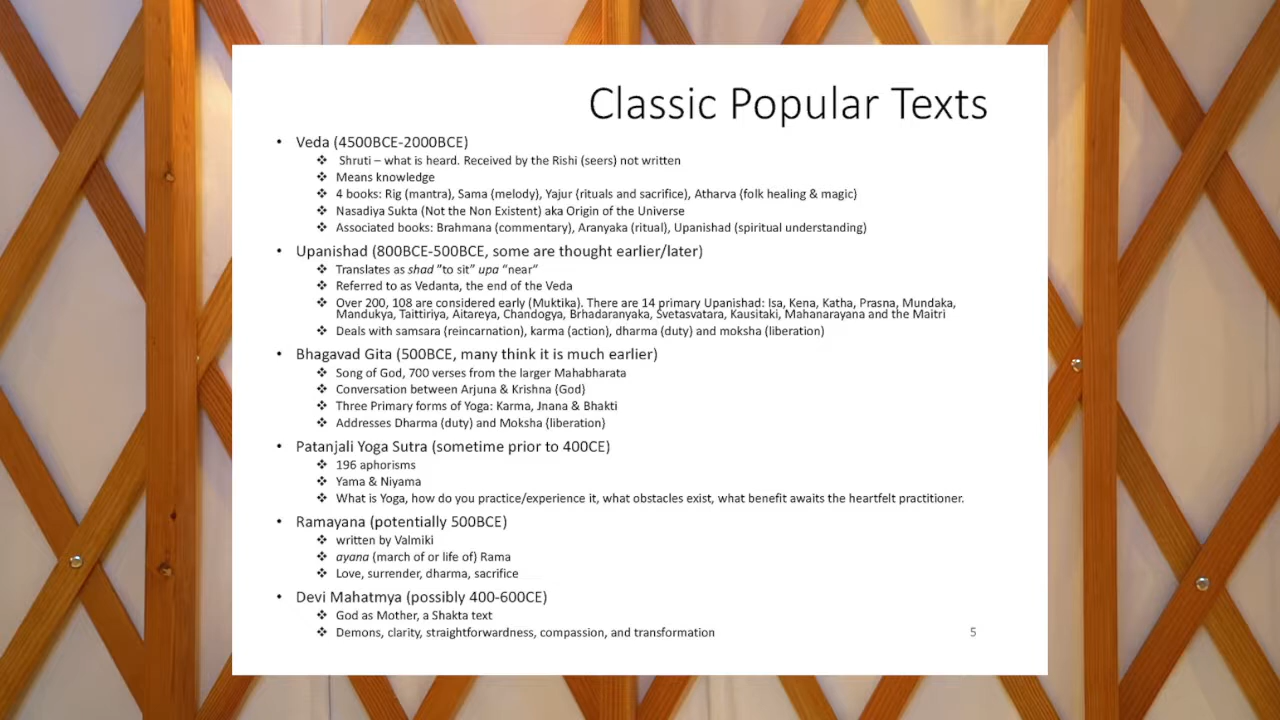 Classic Popular Texts
• Veda (4500BCE-2000BCE)
❖ Shruti – what is heard. Received by the Rishi (seers) not written
❖ Means knowledge
❖ 4 books: Rig (mantra), Sama (melody), Yajur (rituals and sacrifice), Atharva (folk healing & magic)
❖ Nasadiya Sukta (Not the Non Existent) aka Origin of the Universe
❖ Associated books: Brahmana (commentary), Aranyaka (ritual), Upanishad (spiritual understanding)
• Upanishad (800BCE-500BCE, some are thought earlier/later)
❖ Translates as shad ”to sit” upa “near“
❖ Referred to as Vedanta, the end of the Veda
❖ Over 200, 108 are considered early (Muktika). There are 14 primary Upanishad: Isa, Kena, Katha, Prasna, Mundaka,
Mandukya, Taittiriya, Aitareya, Chandogya, Brhadaranyaka, Svetasvatara, Kausitaki, Mahanarayana and the Maitri
❖ Deals with samsara (reincarnation), karma (action), dharma (duty) and moksha (liberation)
• Bhagavad Gita (500BCE, many think it is much earlier)
❖ Song of God, 700 verses from the larger Mahabharata
❖ Conversation between Arjuna & Krishna (God)
❖ Three Primary forms of Yoga: Karma, Jnana & Bhakti
❖ Addresses Dharma (duty) and Moksha (liberation)
• Patanjali Yoga Sutra (sometime prior to 400CE)
❖ 196 aphorisms
❖ Yama & Niyama
❖ What is Yoga, how do you practice/experience it, what obstacles exist, what benefit awaits the heartfelt practitioner.
• Ramayana (potentially 500BCE)
❖ written by Valmiki
❖ ayana (march of or life of) Rama
❖ Love, surrender, dharma, sacrifice
• Devi Mahatmya (possibly 400-600CE)
❖ God as Mother, a Shakta text
❖ Demons, clarity, straightforwardness, compassion, and transformation
5